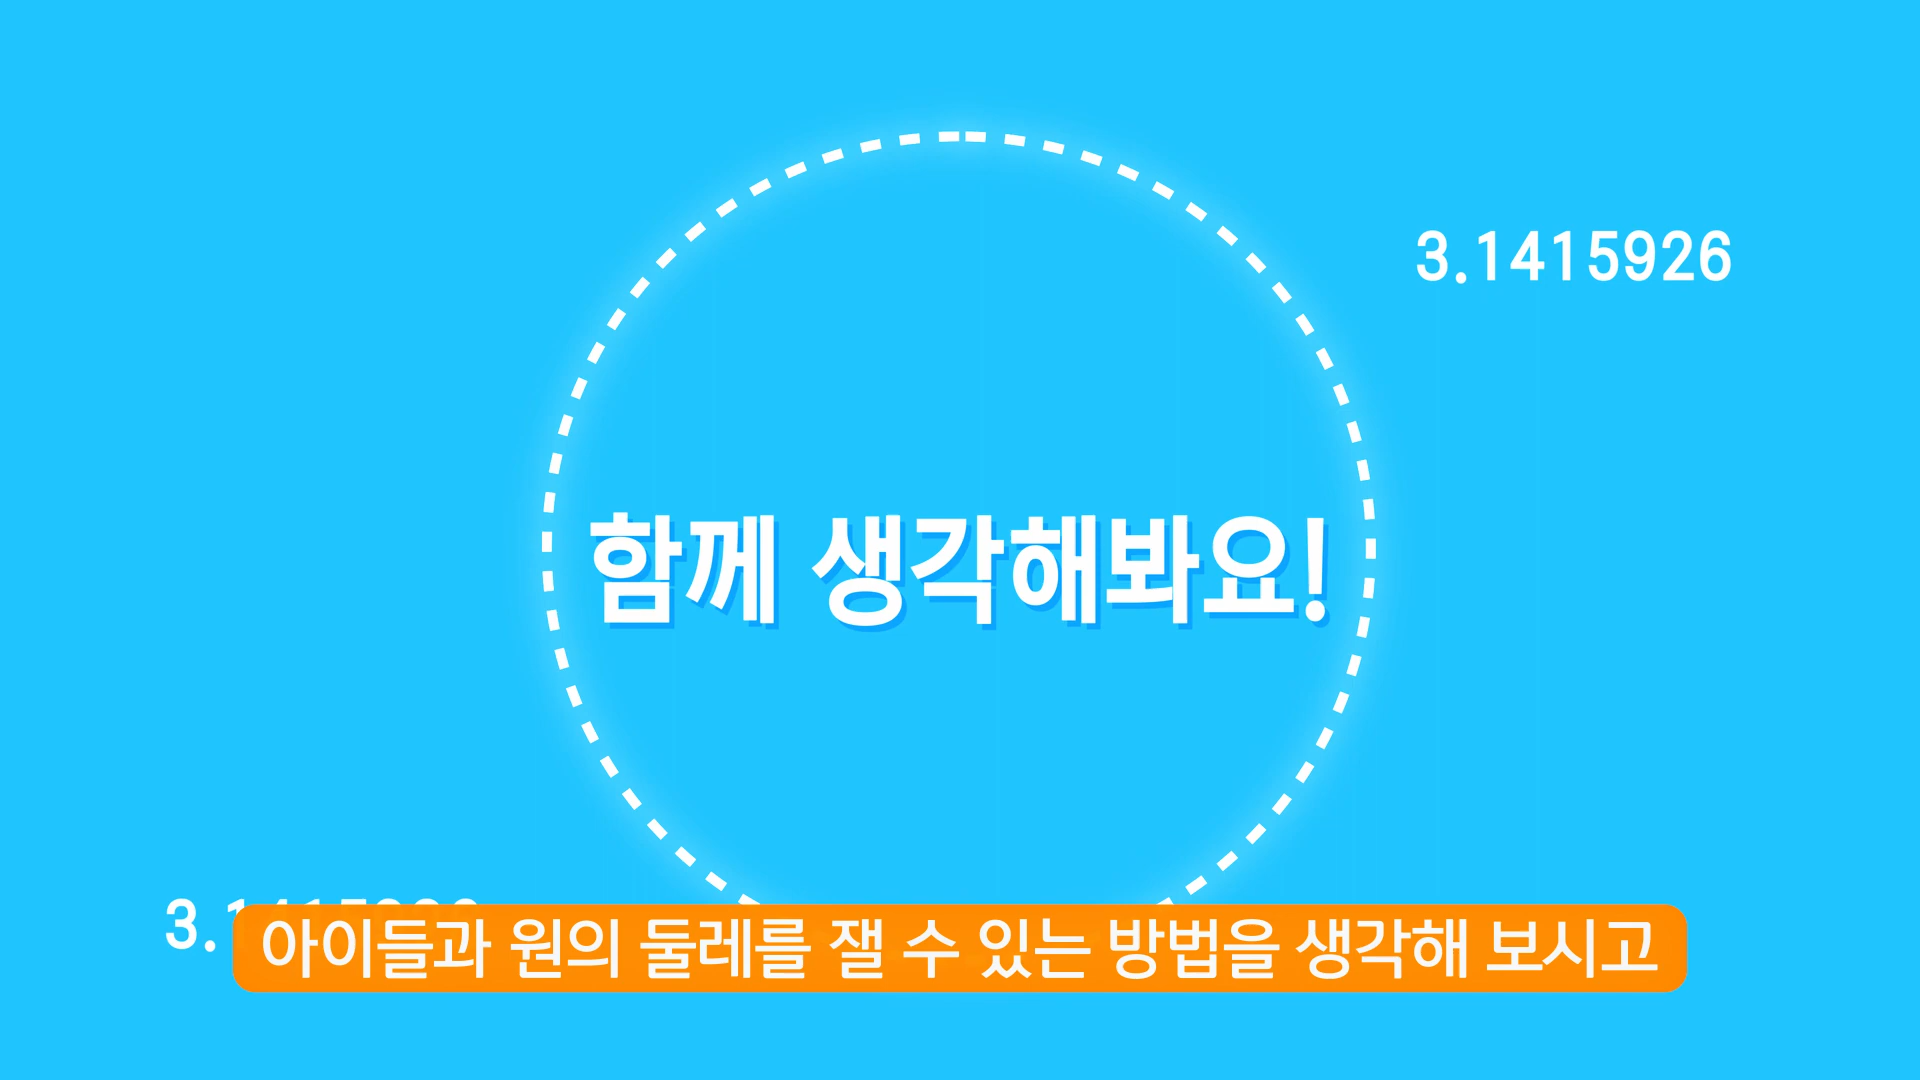 3.1415926
함께 생각해봐요!
3.
아이들과 원의 둘레를 잴 수 있는 방법을 생각해 보시고